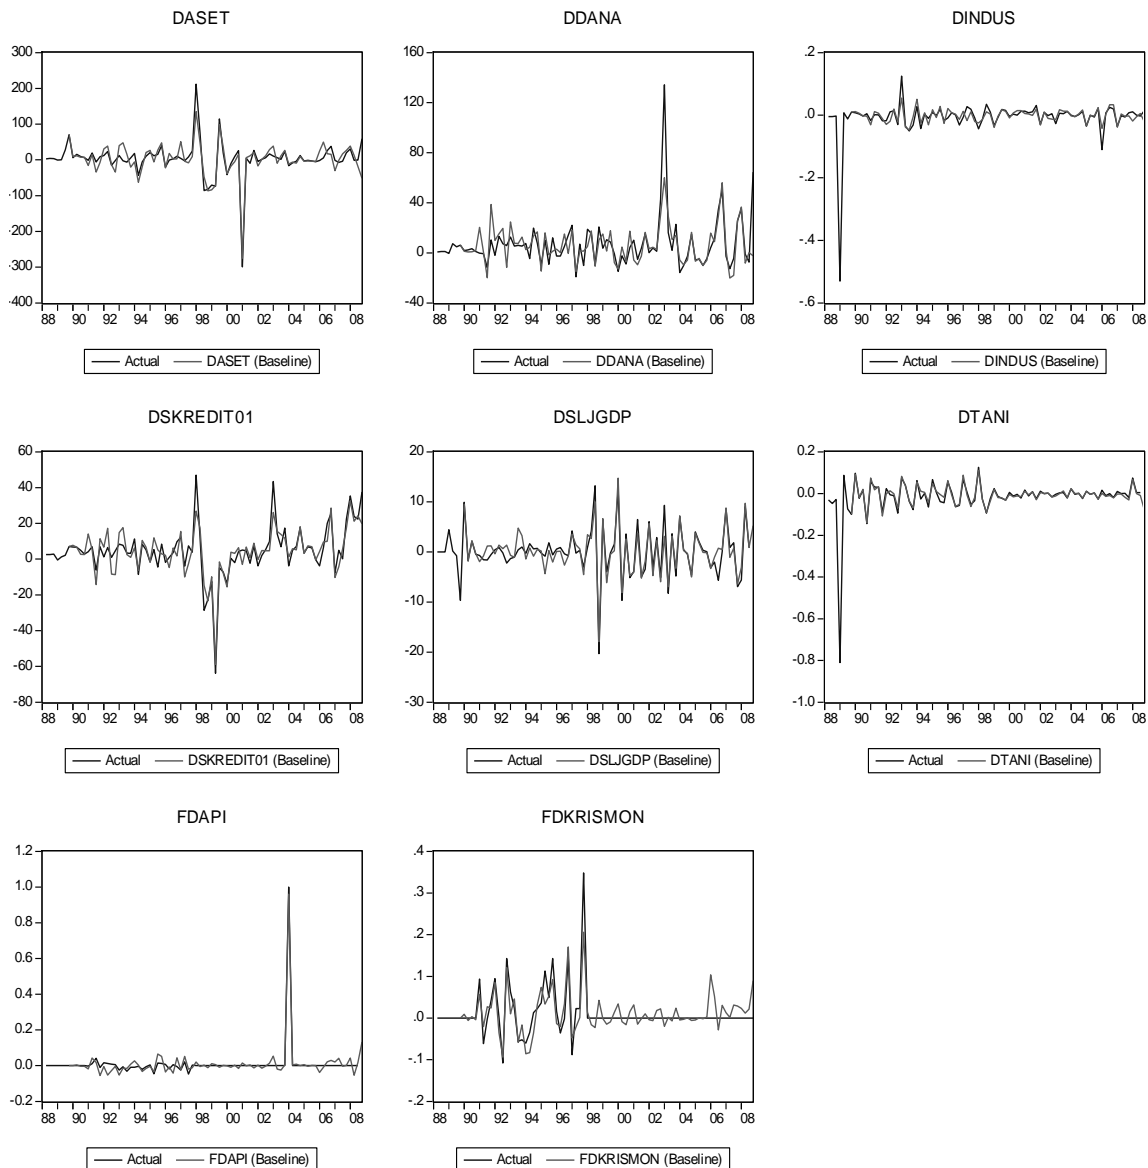 DASET
300
200
100
0
-100
-200
-300
-400
88 90 92 94 96 98 00 02 04 06 08
Actual DASET (Baseline)
DDANA
160
120
80
40
0
-40
88 90 92 94 96 98 00 02 04 06 08
Actual DDANA (Baseline)
DINDUS
.2
.0
-.2
-.4
-.6
88 90 92 94 96 98 00 02 04 06 08
Actual DINDUS (Baseline)
DSKREDIT01
60
40
20
0
-20
-40
-60
-80
88 90 92 94 96 98 00 02 04 06 08
Actual DSKREDIT01 (Baseline)
DSLJGDP
20
10
0
-10
-20
-30
88 90 92 94 96 98 00 02 04 06 08
Actual DSLJGDP (Baseline)
DTANI
0.2
0.0
-0.2
-0.4
-0.6
-0.8
-1.0
88 90 92 94 96 98 00 02 04 06 08
Actual DTANI (Baseline)
FDAPI
1.2
1.0
0.8
0.6
0.4
0.2
0.0
-0.2
88 90 92 94 96 98 00 02 04 06 08
Actual FDAPI (Baseline)
FDKRISMON
.4
.3
.2
.1
.0
-.1
-.2
88 90 92 94 96 98 00 02 04 06 08
Actual FDKRISMON (Baseline)